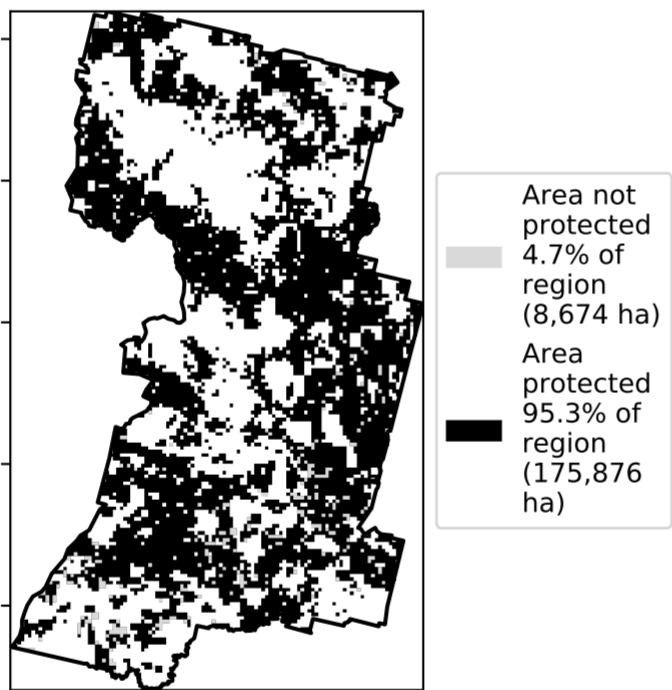 Area not
protected
4.7% of
region
(8,674 ha)
Area
protected
95.3% of
region
(175,876
ha)